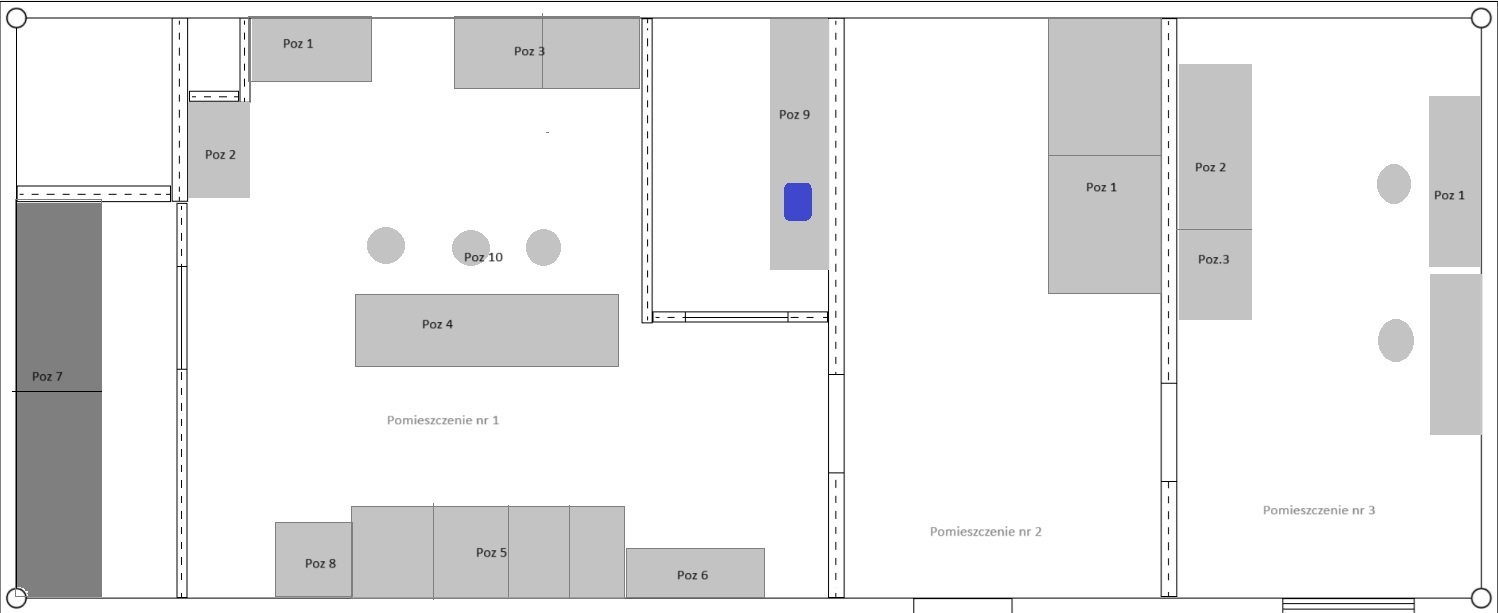 Poz 1
Poz 3
Poz 2
Poz 9
Poz 10
Poz 4
Poz 7
Pomieszczenie nr 1
Poz 8
Poz 5
Poz 6
Poz 1
Pomieszczenie nr 2
Poz 2
Poz 1
Poz.3
Pomieszczenie nr 3